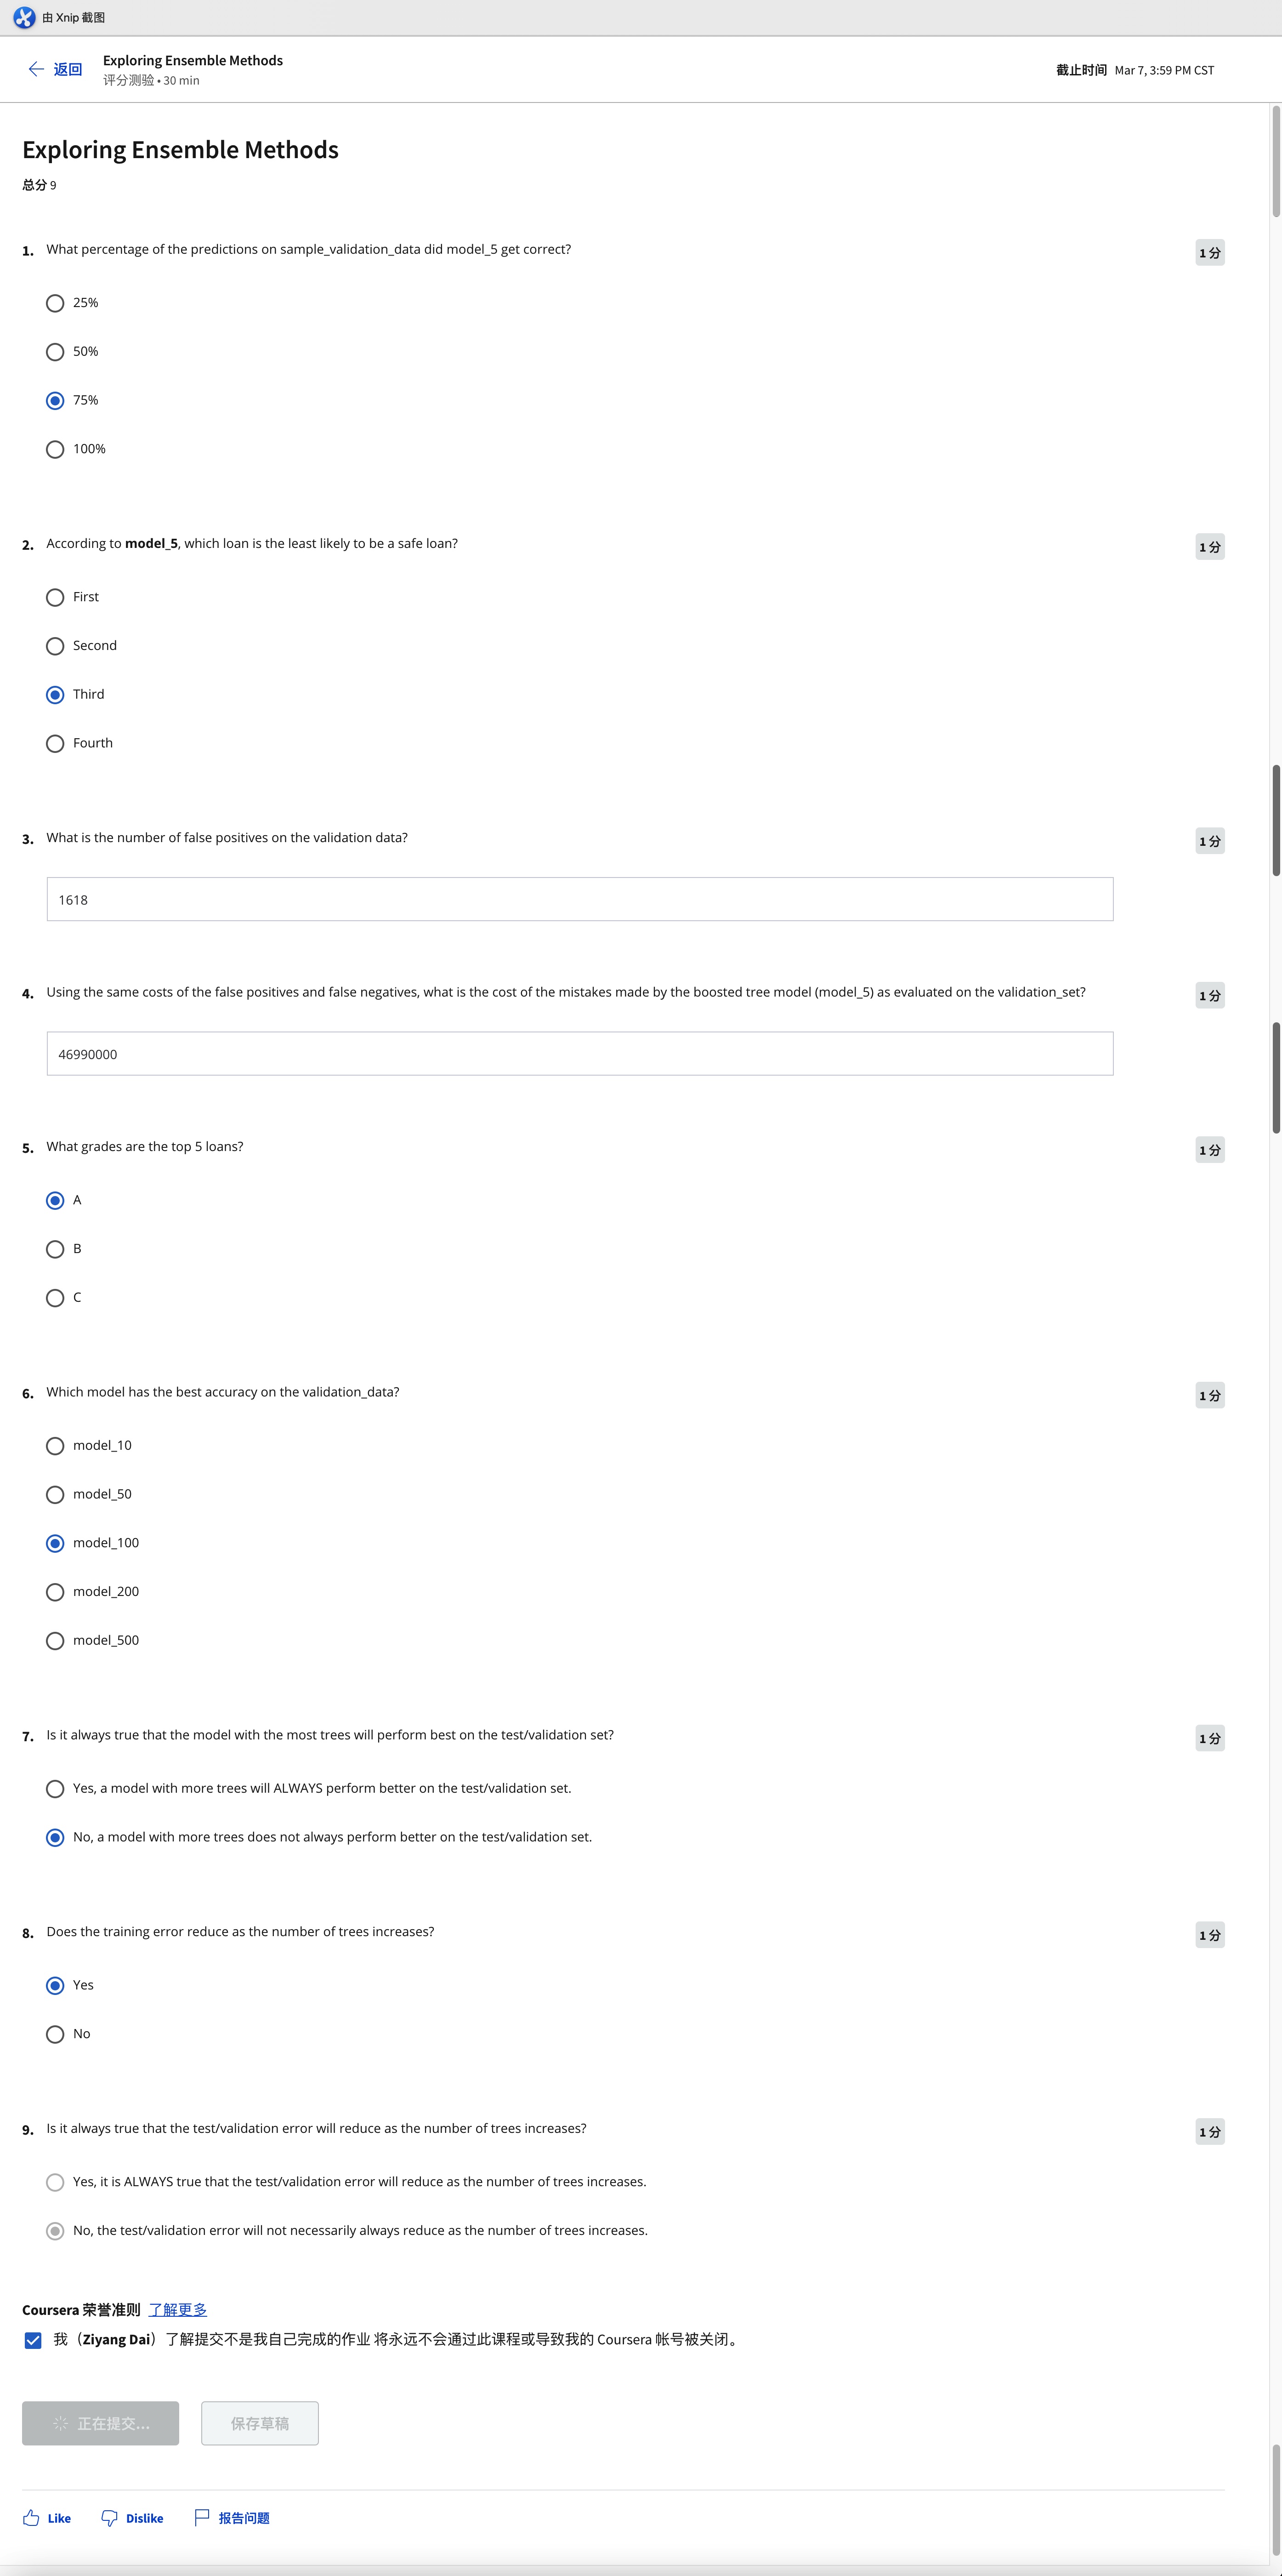 由 Xnip 截图
返回
Exploring Ensemble Methods
评分测验 • 30 min
截止时间 Mar 7, 3:59 PM CST
Exploring Ensemble Methods
总分 9
1. What percentage of the predictions on sample_validation_data did model_5 get correct?
1 分
25%
50%
75%
100%
2. According to model_5, which loan is the least likely to be a safe loan?
1 分
First
Second
Third
Fourth
3. What is the number of false positives on the validation data?
1 分
1618
4. Using the same costs of the false positives and false negatives, what is the cost of the mistakes made by the boosted tree model (model_5) as evaluated on the validation_set?
1 分
46990000
5. What grades are the top 5 loans?
1 分
A
B
C
6. Which model has the best accuracy on the validation_data?
1 分
model_10
model_50
model_100
model_200
model_500
7. Is it always true that the model with the most trees will perform best on the test/validation set?
1 分
Yes, a model with more trees will ALWAYS perform better on the test/validation set.
No, a model with more trees does not always perform better on the test/validation set.
8. Does the training error reduce as the number of trees increases?
1 分
Yes
No
9. Is it always true that the test/validation error will reduce as the number of trees increases?
1 分
Yes, it is ALWAYS true that the test/validation error will reduce as the number of trees increases.
No, the test/validation error will not necessarily always reduce as the number of trees increases.
Coursera 荣誉准则 了解更多
我（Ziyang Dai）了解提交不是我自己完成的作业 将永远不会通过此课程或导致我的 Coursera 帐号被关闭。
正在提交... 保存草稿
Like Dislike 报告问题